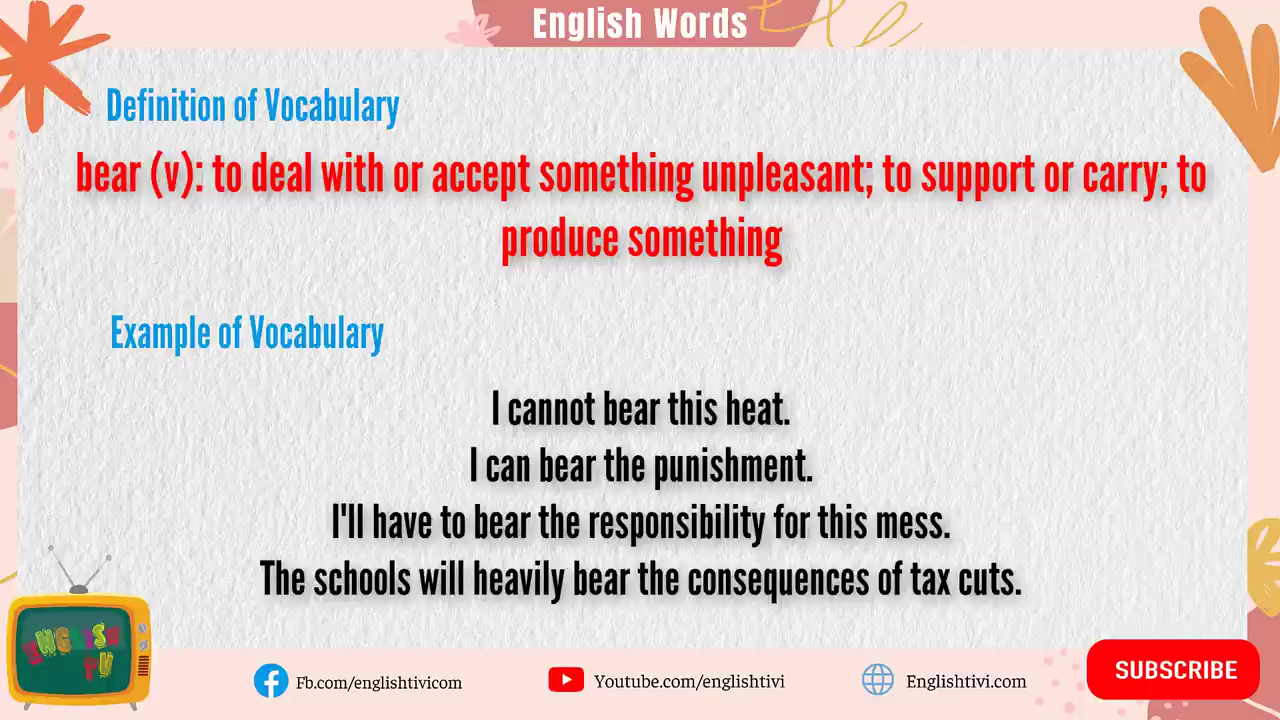 English Words
Definition of Vocabulary
bear (v): to deal with or accept something unpleasant; to support or carry; to
produce something
Example of Vocabulary
I cannot bear this heat.
I can bear the punishment.
I'll have to bear the responsibility for this mess.
The schools will heavily bear the consequences of tax cuts.
ENGLISH
TV
Fb.com/englishtivicom
Youtube.com/englishtivi
Englishtivi.com
SUBSCRIBE